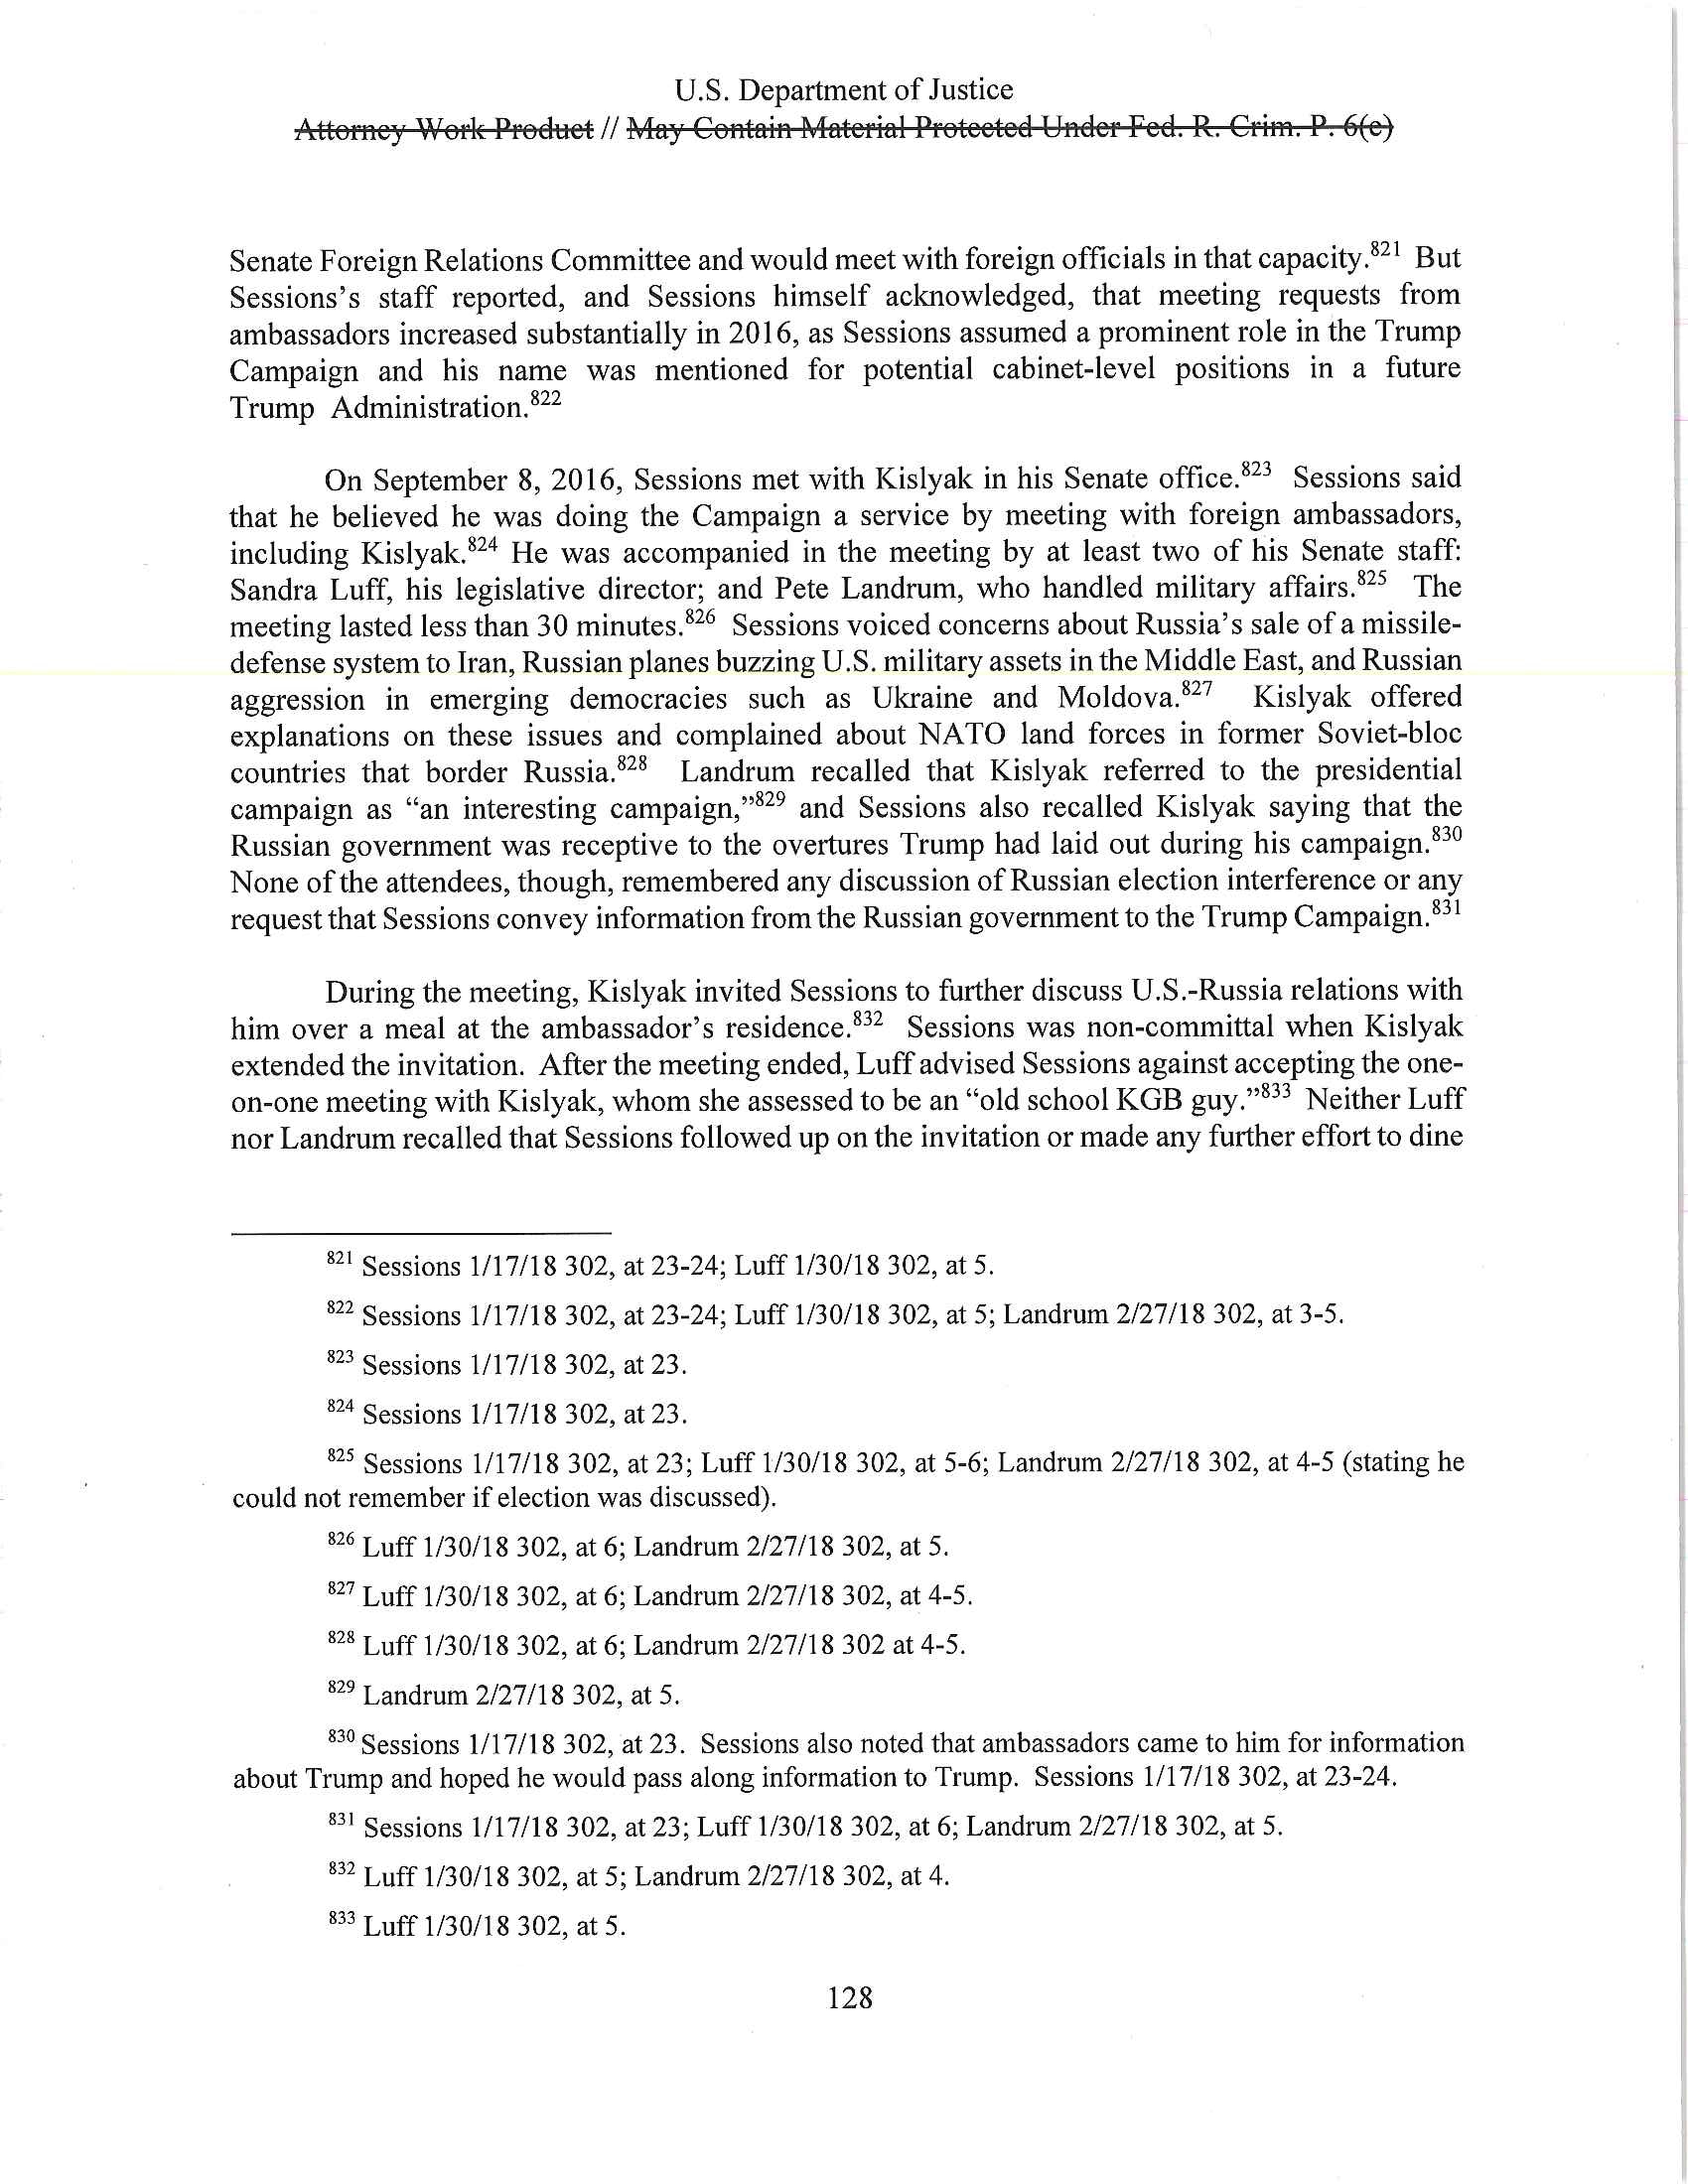 U.S. Department of Justice
Attorney Work Product // May Contain Material Protected Under Fed. R. Crim. P. 6(e)
Senate Foreign Relations Committee and would meet with foreign officials in that capacity.821 But
Sessions's staff reported, and Sessions himself acknowledged, that meeting requests from
ambassadors increased substantially in 2016, as Sessions assumed a prominent role in the Trump
Campaign and his name was mentioned for potential cabinet-level positions in a future
Trump Administration.822
On September 8, 2016, Sessions met with Kislyak in his Senate office.823 Sessions said
that he believed he was doing the Campaign a service by meeting with foreign ambassadors,
including Kislyak.824 He was accompanied in the meeting by at least two of his Senate staff:
Sandra Luff, his legislative director; and Pete Landrum, who handled military affairs.825 The
meeting lasted less than 30 minutes.826 Sessions voiced concerns about Russia's sale of a missile-
defense system to Iran, Russian planes buzzing U.S. military assets in the Middle East, and Russian
aggression in emerging democracies such as Ukraine and Moldova.827 Kislyak offered
explanations on these issues and complained about NATO land forces in former Soviet-bloc
countries that border Russia.828 Landrum recalled that Kislyak referred to the presidential
campaign as “an interesting campaign,”829 and Sessions also recalled Kislyak saying that the
Russian government was receptive to the overtures Trump had laid out during his campaign.830
None of the attendees, though, remembered any discussion of Russian election interference or any
request that Sessions convey information from the Russian government to the Trump Campaign.831
During the meeting, Kislyak invited Sessions to further discuss U.S.-Russia relations with
him over a meal at the ambassador's residence.832 Sessions was non-committal when Kislyak
extended the invitation. After the meeting ended, Luff advised Sessions against accepting the one-
on-one meeting with Kislyak, whom she assessed to be an “old school KGB guy.”833 Neither Luff
nor Landrum recalled that Sessions followed up on the invitation or made any further effort to dine
821 Sessions 1/17/18 302, at 23-24; Luff 1/30/18 302, at 5.
822 Sessions 1/17/18 302, at 23-24; Luff 1/30/18 302, at 5; Landrum 2/27/18 302, at 3-5.
823 Sessions 1/17/18 302, at 23.
824 Sessions 1/17/18 302, at 23.
825 Sessions 1/17/18 302, at 23; Luff 1/30/18 302, at 5-6; Landrum 2/27/18 302, at 4-5 (stating he
could not remember if election was discussed).
826 Luff 1/30/18 302, at 6; Landrum 2/27/18 302, at 5.
827 Luff 1/30/18 302, at 6; Landrum 2/27/18 302, at 4-5.
828 Luff 1/30/18 302, at 6; Landrum 2/27/18 302 at 4-5.
829 Landrum 2/27/18 302, at 5.
830 Sessions 1/17/18 302, at 23. Sessions also noted that ambassadors came to him for information
about Trump and hoped he would pass along information to Trump. Sessions 1/17/18 302, at 23-24.
831 Sessions 1/17/18 302, at 23; Luff 1/30/18 302, at 6; Landrum 2/27/18 302, at 5.
832 Luff 1/30/18 302, at 5; Landrum 2/27/18 302, at 4.
833 Luff 1/30/18 302, at 5.
128